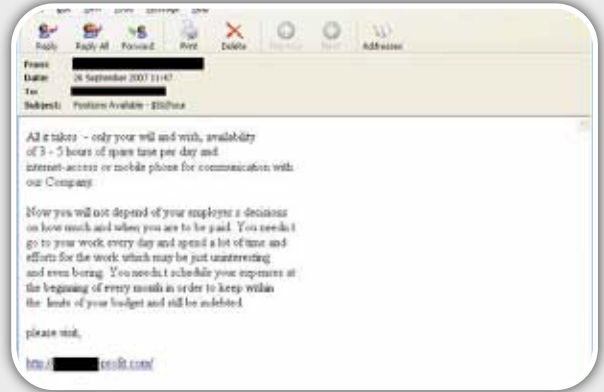 Reply Reply All Forward Print Delete Addresses
From:
Date: 26 September 2007 11:47
To:
Subject: Positions Available - $50/hour
All it takes - only your will and wish, availability
of 3 - 5 hours of spare time per day and
internet-access or mobile phone for communication with
our Company.
Now you will not depend of your employer s decisions
on how much and when you are to be paid. You needn t
go to your work every day and spend a lot of time and
efforts for the work which may be just uninteresting
and even boring. You needn t schedule your expenses at
the beginning of every month in order to keep within
the limits of your budget and still be indebted.
please visit,
http:// profit.com/